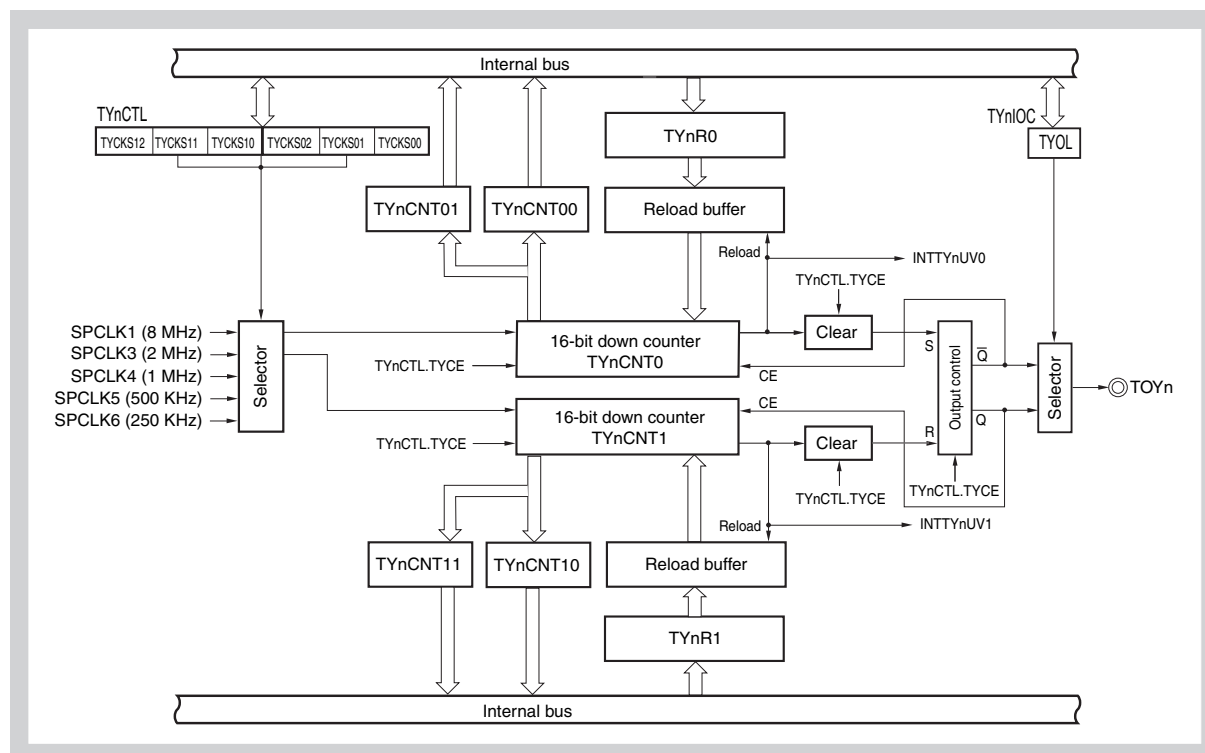 Internal bus
TYnCTL
TYCKS12 TYCKS11 TYCKS10 TYCKS02 TYCKS01 TYCKS00
TYnIOC
TYOL
TYnR0
TYnCNT01
TYnCNT00
Reload buffer
Reload
INTTYnUV0
TYnCTL.TYCE
SPCLK1 (8 MHz)
SPCLK3 (2 MHz)
SPCLK4 (1 MHz)
SPCLK5 (500 KHz)
SPCLK6 (250 KHz)
Selector
TYnCTL.TYCE
16-bit down counter
TYnCNT0
CE
Clear
S
Q̅
Output control
R
Q
Selector
TOYn
TYnCTL.TYCE
16-bit down counter
TYnCNT1
CE
Clear
TYnCTL.TYCE
TYnCTL.TYCE
Reload
INTTYnUV1
TYnCNT11
TYnCNT10
Reload buffer
TYnR1
Internal bus